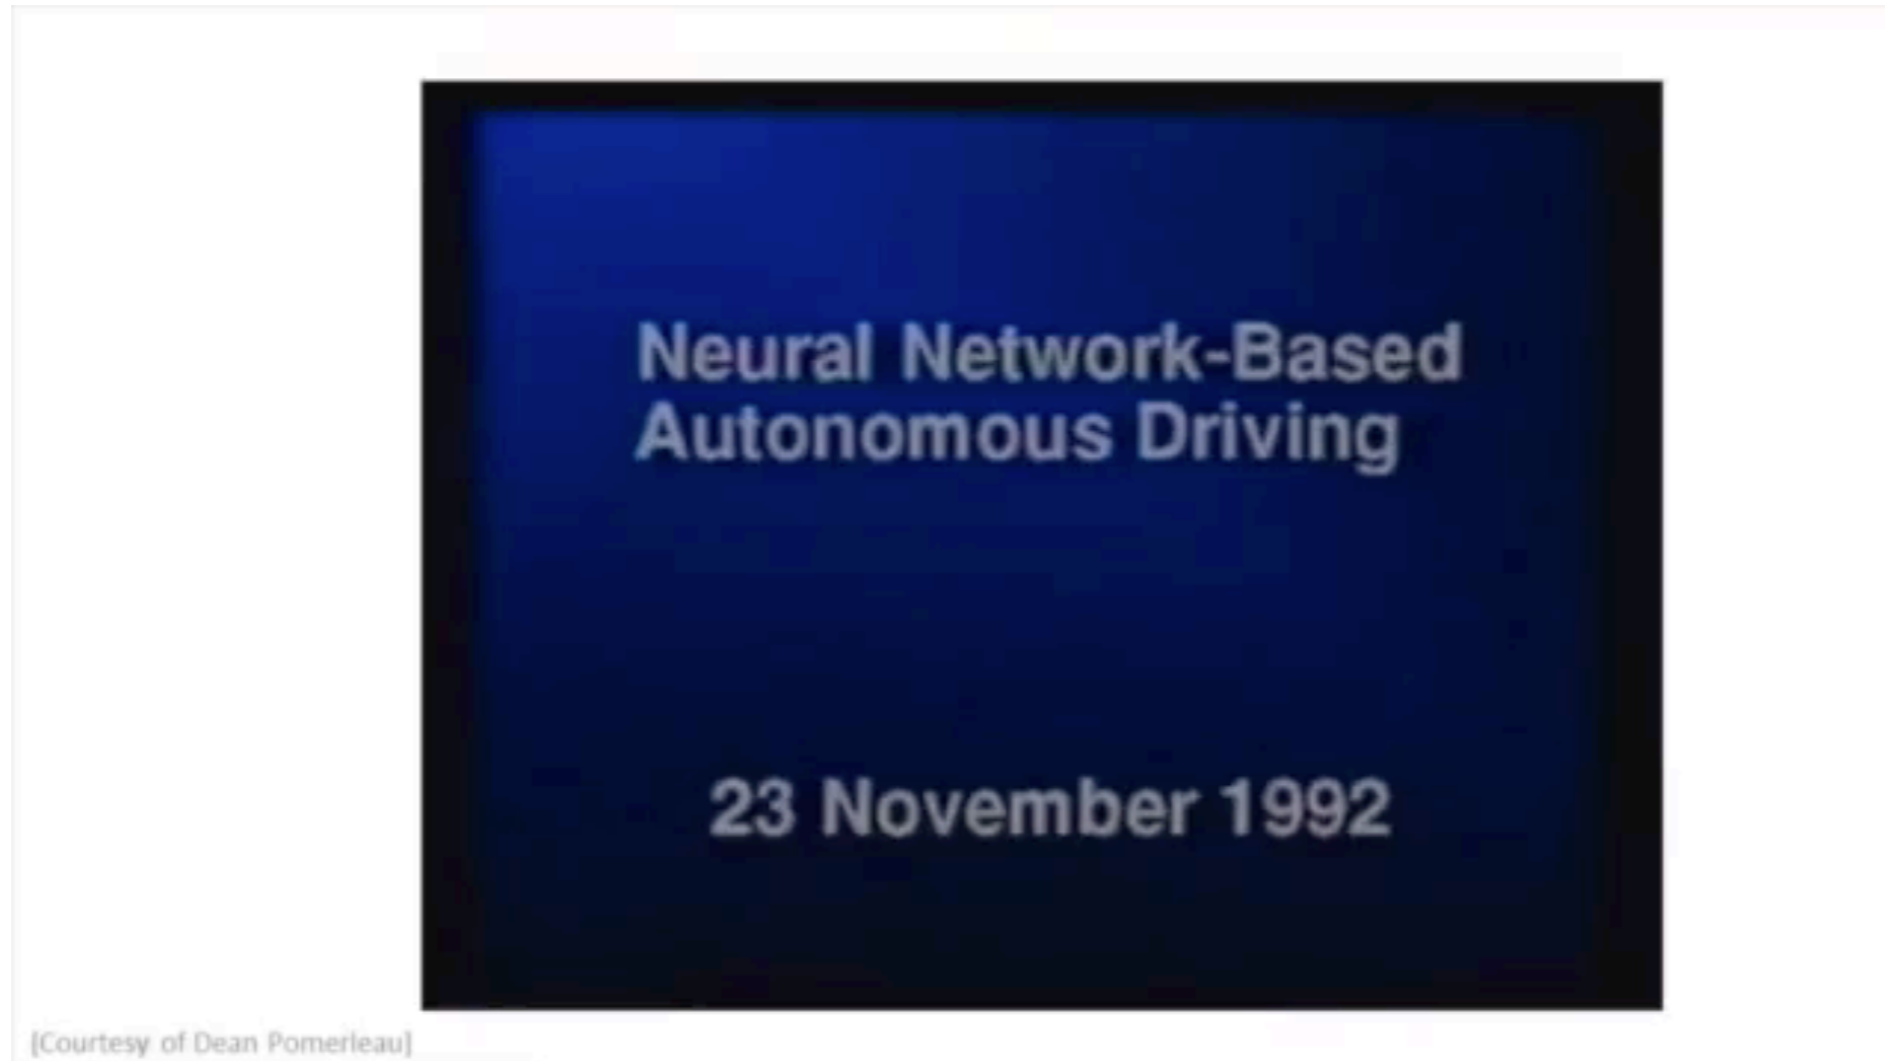 Neural Network-Based
Autonomous Driving
23 November 1992
[Courtesy of Dean Pomerleau]